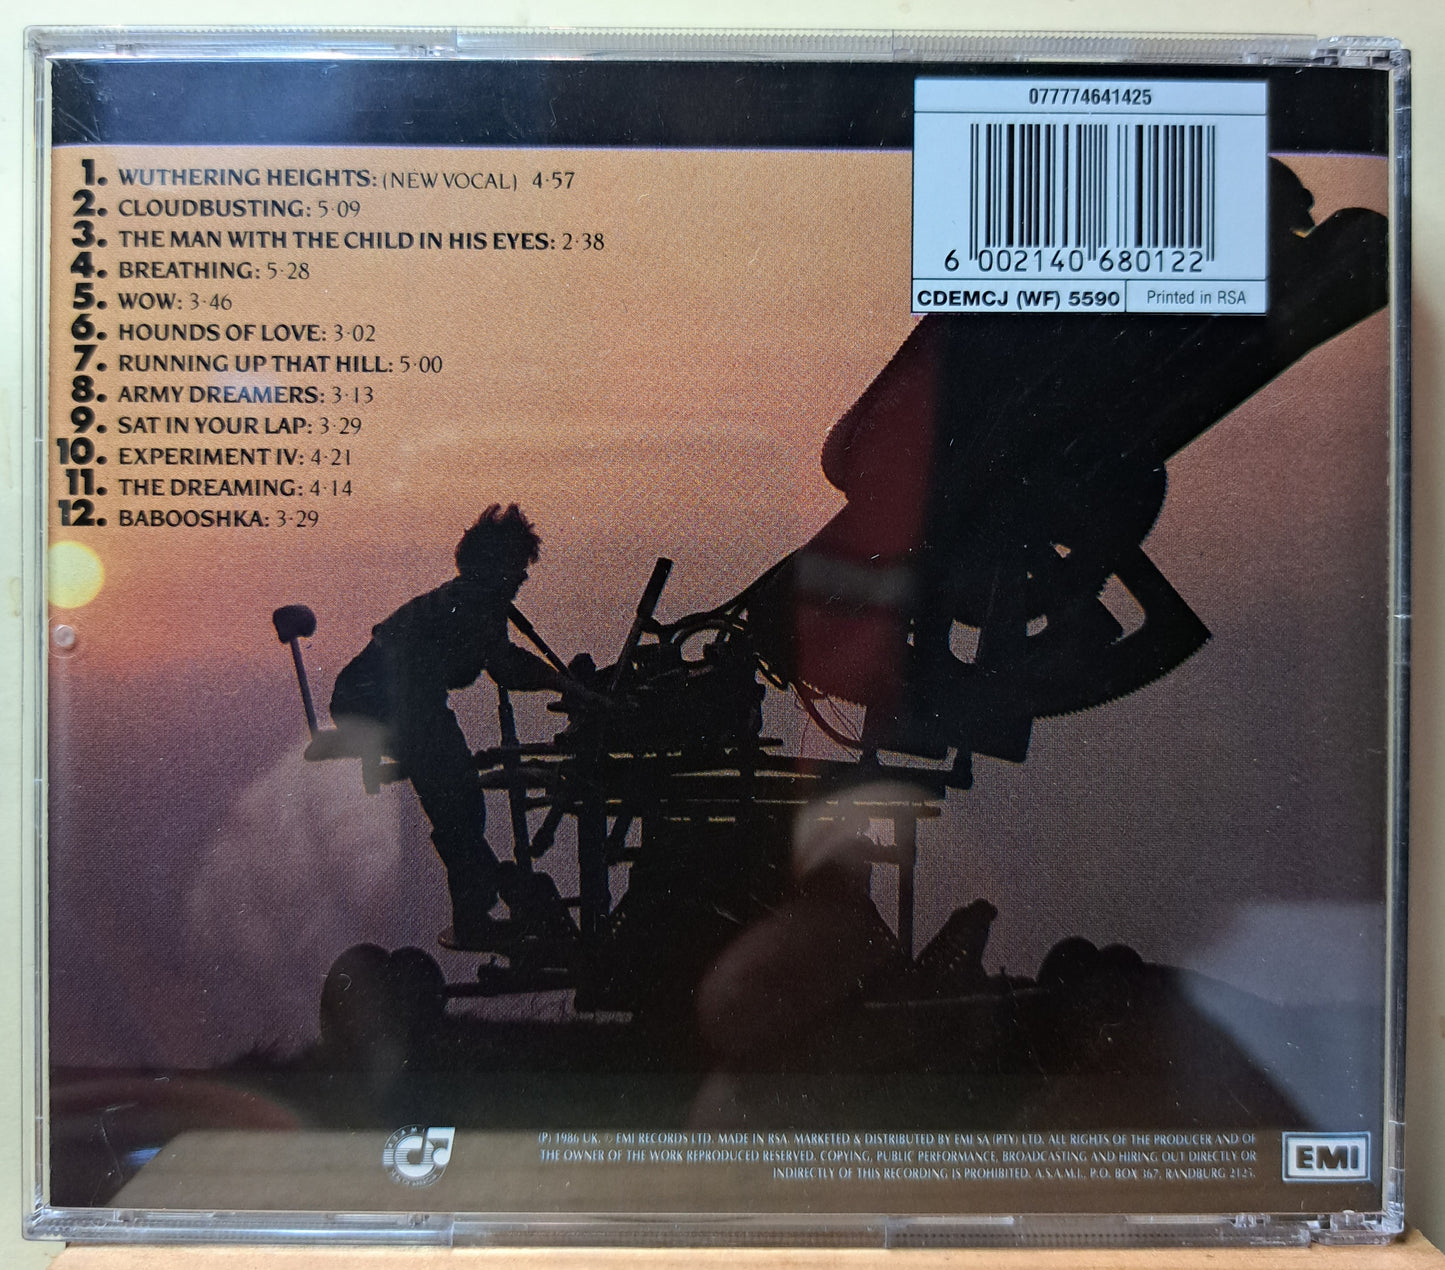 1. WUTHERING HEIGHTS: (NEW VOCAL) 4·57
2. CLOUDBUSTING: 5·09
3. THE MAN WITH THE CHILD IN HIS EYES: 2·38
4. BREATHING: 5·28
5. WOW: 3·46
6. HOUNDS OF LOVE: 3·02
7. RUNNING UP THAT HILL: 5·00
8. ARMY DREAMERS: 3·13
9. SAT IN YOUR LAP: 3·29
10. EXPERIMENT IV: 4·21
11. THE DREAMING: 4·14
12. BABOOSHKA: 3·29
077774641425
6 002140 680122
CDEMCJ (WF) 5590
Printed in RSA
(P) 1986 UK. © EMI RECORDS LTD. MADE IN RSA. MARKETED & DISTRIBUTED BY EMI SA (PTY) LTD. ALL RIGHTS OF THE PRODUCER AND OF
THE OWNER OF THE WORK REPRODUCED RESERVED. COPYING, PUBLIC PERFORMANCE, BROADCASTING AND HIRING OUT DIRECTLY OR
INDIRECTLY OF THIS RECORDING IS PROHIBITED. A.S.A.M.I., P.O. BOX 367, RANDBURG 2125.
EMI